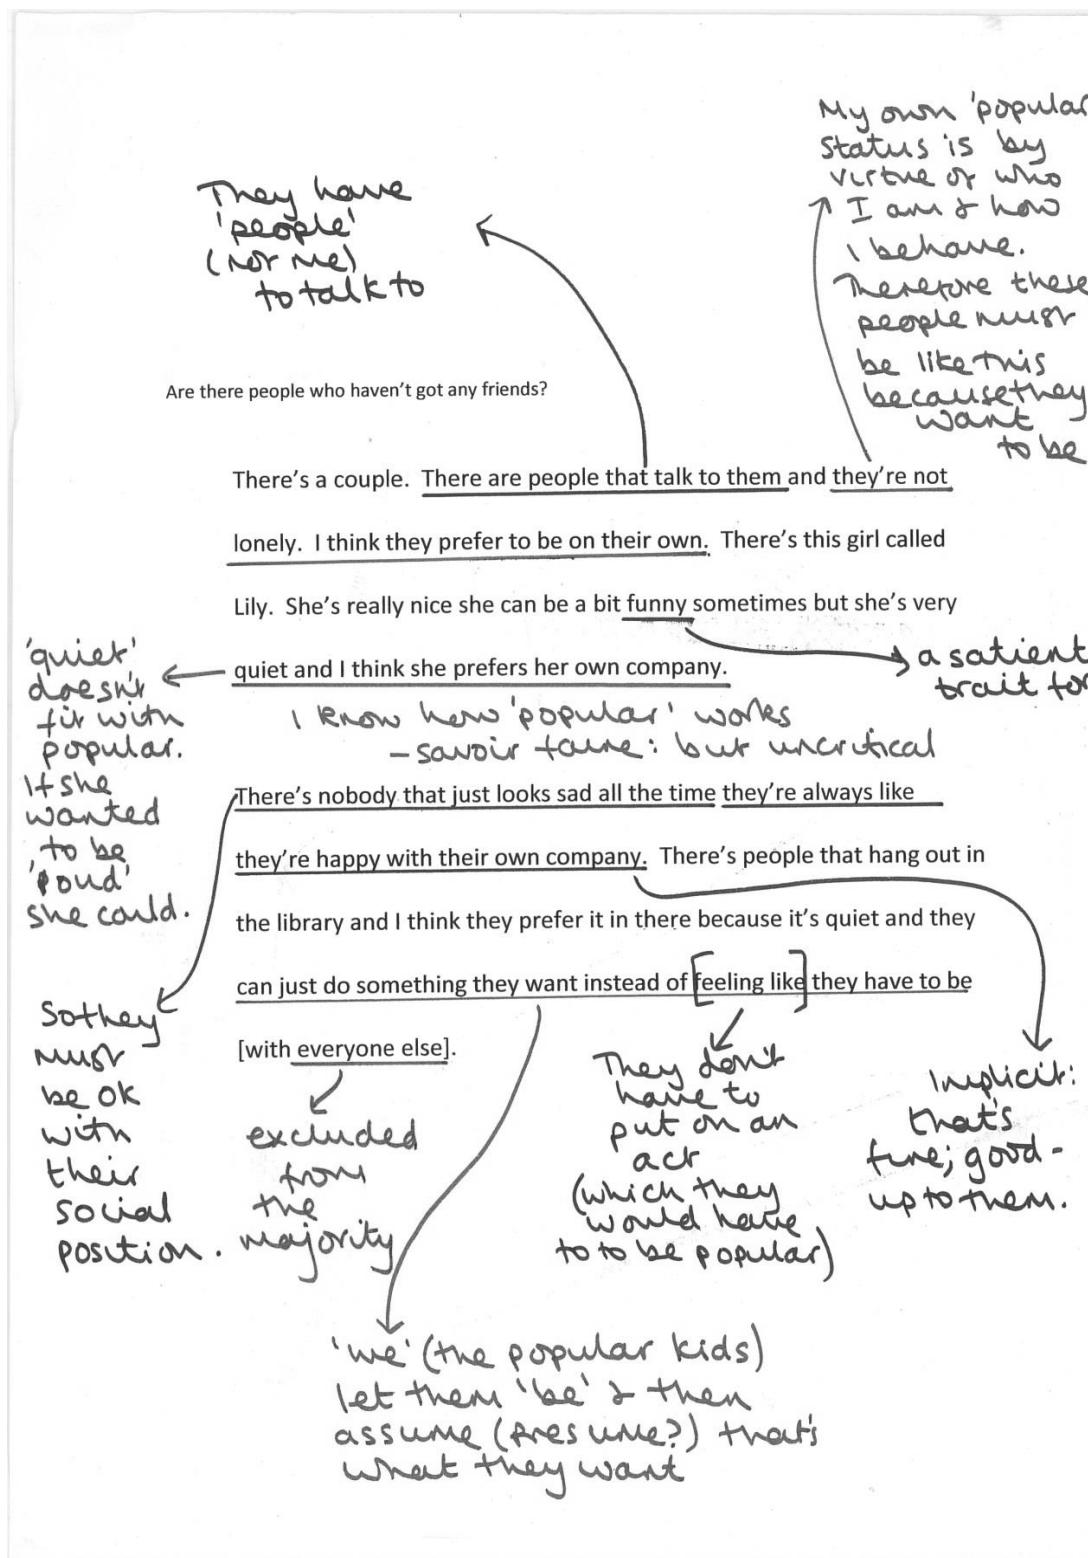 My own 'popular
status is by
virtue of who
I am & how
I behave.
Therefore these
people must
be like this
because they
want
to be
They have
'people'
(not me)
to talk to
Are there people who haven't got any friends?
There's a couple. There are people that talk to them and they're not
lonely. I think they prefer to be on their own. There's this girl called
Lily. She's really nice she can be a bit funny sometimes but she's very
quiet and I think she prefers her own company.
a salient
trait for
'quiet'
doesn't
fit with
popular.
If she
wanted
to be
she could.
I know how 'popular' works
- savoir faire: but uncritical
There's nobody that just looks sad all the time they're always like
they're happy with their own company. There's people that hang out in
the library and I think they prefer it in there because it's quiet and they
can just do something they want instead of [feeling like] they have to be
[with everyone else].
So they
must
be OK
with
their
social
position.
excluded
from
the
majority
They don't
have to
put on an
act
(which they
would have
to to be popular)
Implicit:
that's
fine; good -
up to them.
'we' (the popular kids)
let them 'be' & then
assume (presume?) that's
what they want